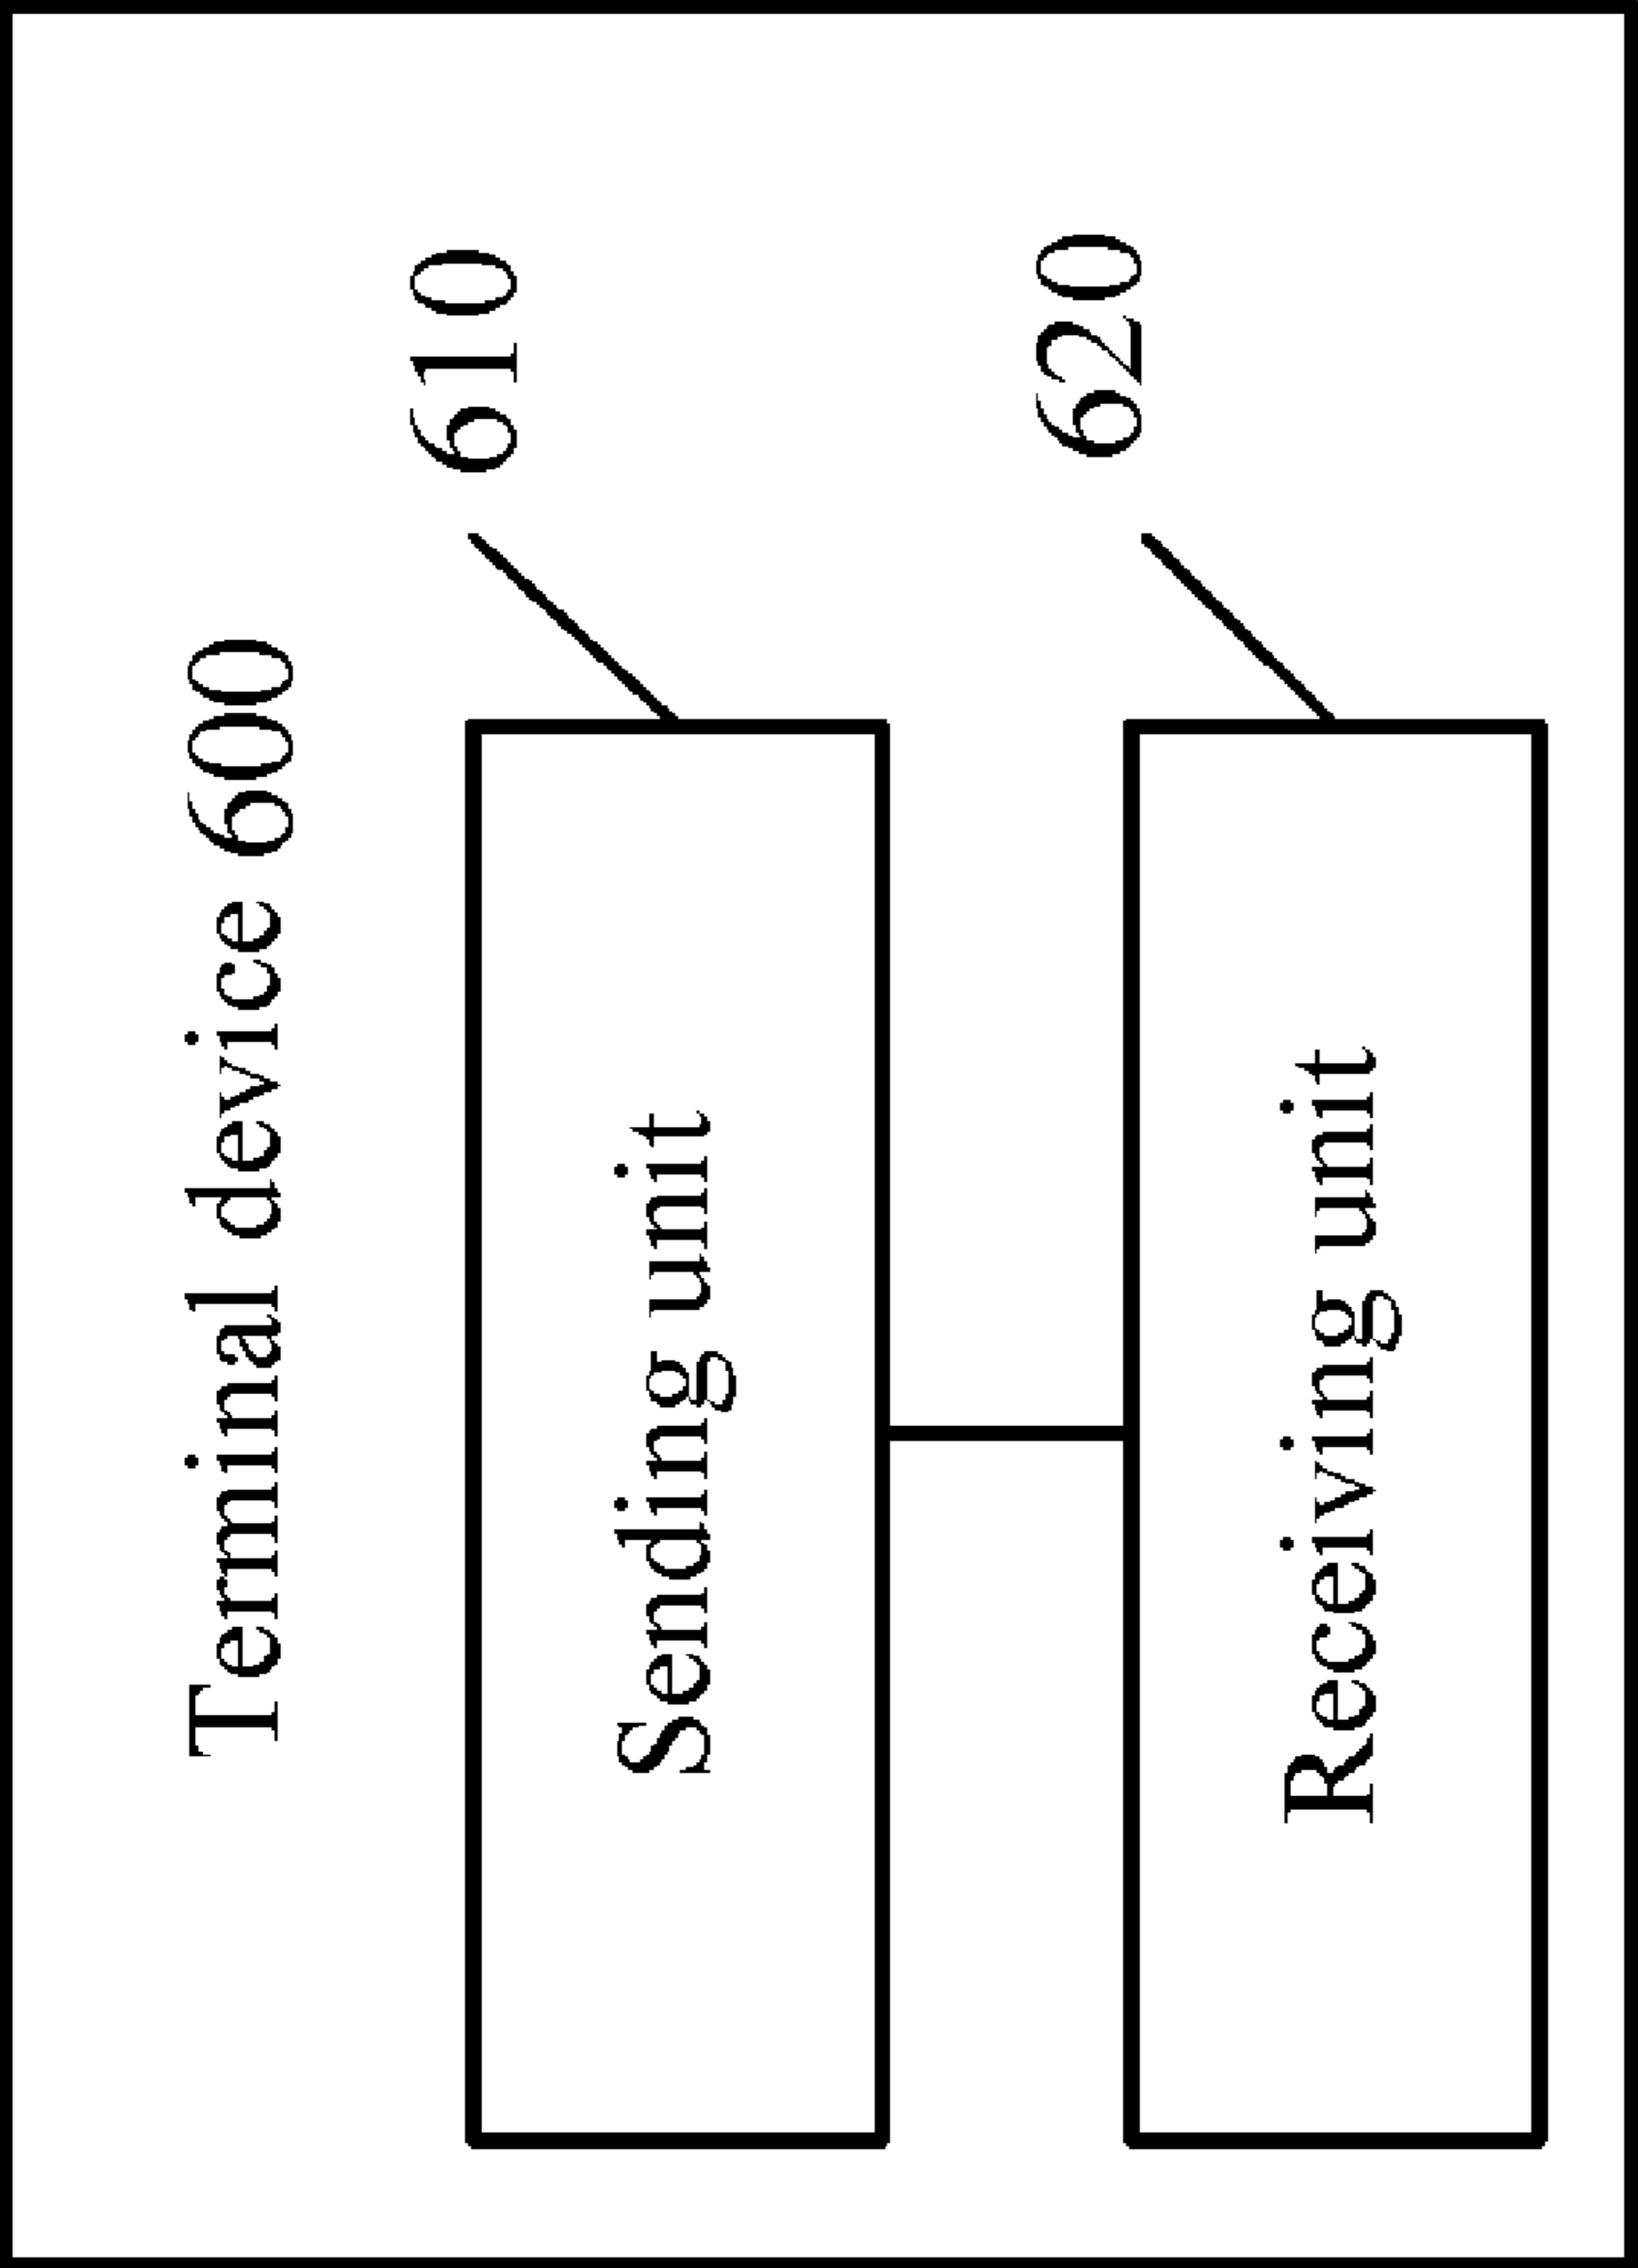 Terminal device 600
610
Sending unit
620
Receiving unit